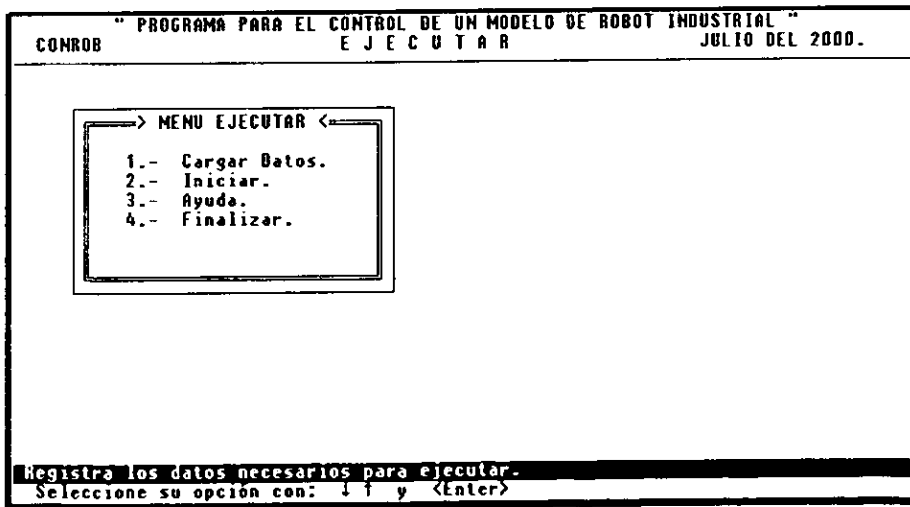 " PROGRAMA PARA EL CONTROL DE UN MODELO DE ROBOT INDUSTRIAL "
CONROB E J E C U T A R JULIO DEL 2000.
> MENU EJECUTAR <
1.- Cargar Datos.
2.- Iniciar.
3.- Ayuda.
4.- Finalizar.
Registra los datos necesarios para ejecutar.
Seleccione su opción con: ↓ ↑ y <Enter>